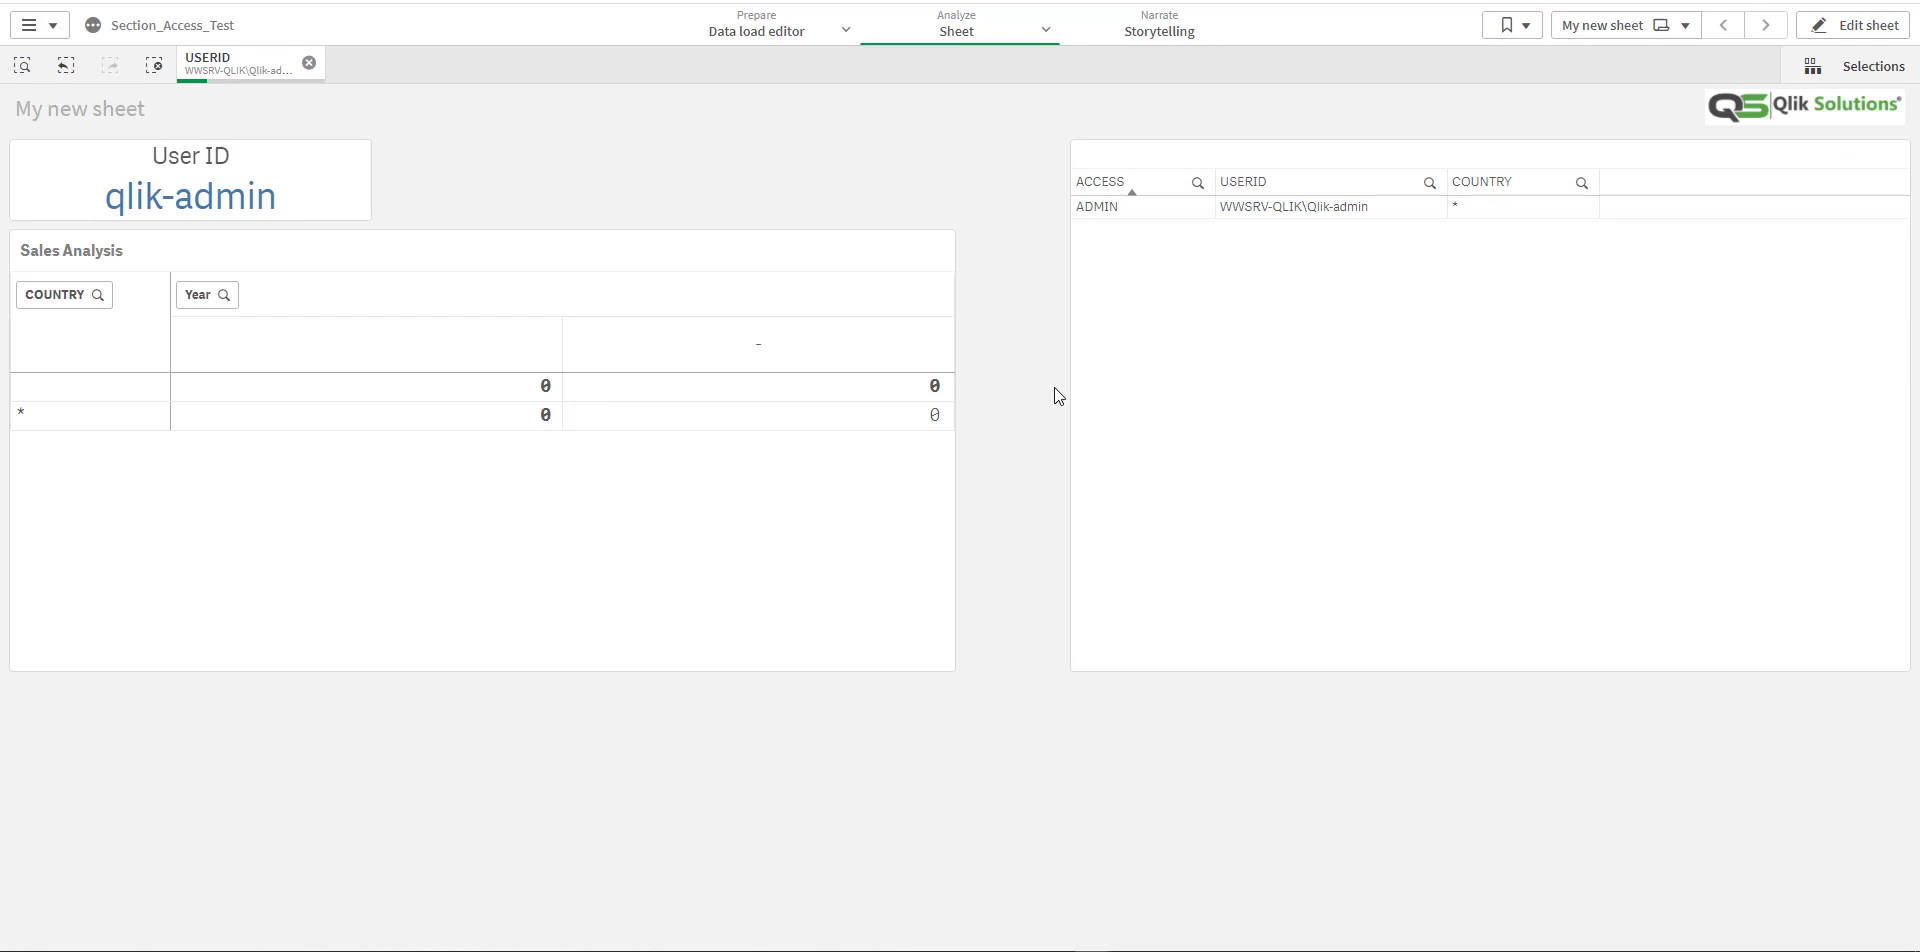 Section_Access_Test
Prepare
Data load editor
Analyze
Sheet
Narrate
Storytelling
My new sheet
Edit sheet
USERID
WWSRV-QLIK\Qlik-ad...
Selections
My new sheet
QS|Qlik Solutions®
User ID
qlik-admin
ACCESS USERID COUNTRY
ADMIN WWSRV-QLIK\Qlik-admin *
Sales Analysis
COUNTRY Year
-
0 0
* 0 0